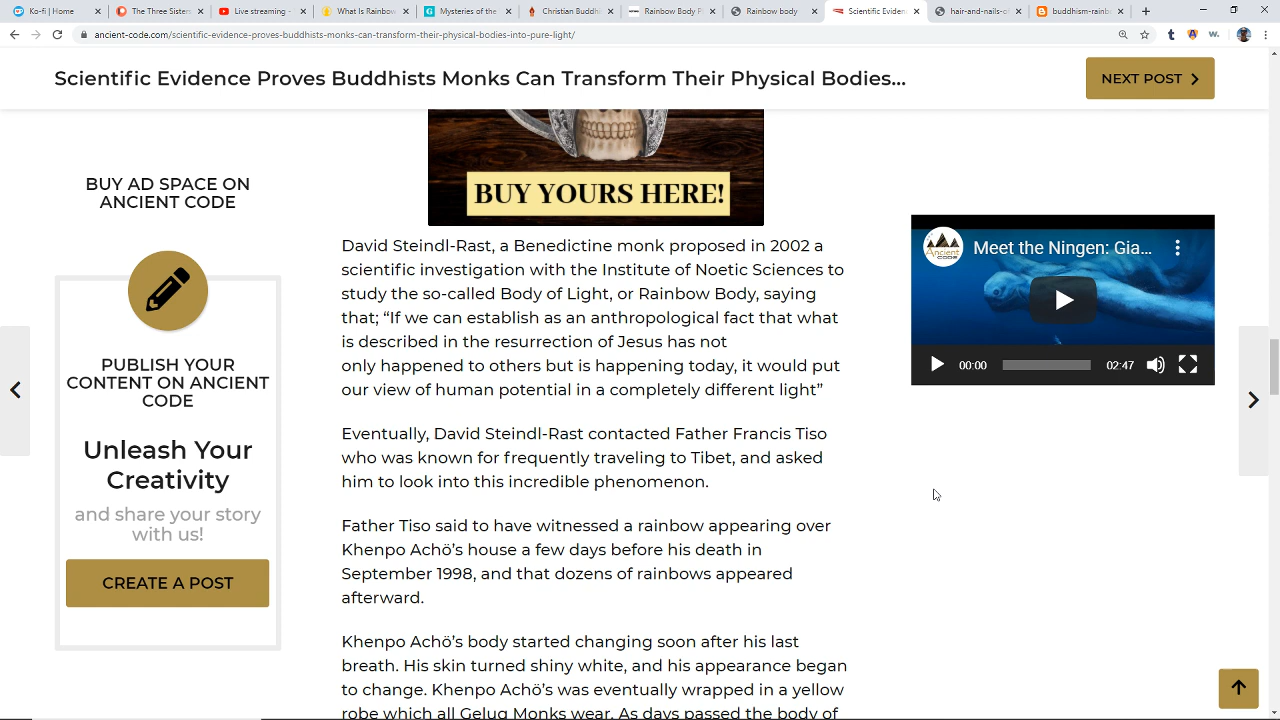 Ko-fi | Home
The Three Sisters
Live streaming -
What Is Rainbow
Mysteries of the
Christian Buddh
Rainbow Body P
Rainbow body
Scientific Eviden
hair-and-nails-o
buddhism-rainb
ancient-code.com/scientific-evidence-proves-buddhists-monks-can-transform-their-physical-bodies-into-pure-light/
Scientific Evidence Proves Buddhists Monks Can Transform Their Physical Bodies...
NEXT POST
BUY AD SPACE ON
ANCIENT CODE
PUBLISH YOUR
CONTENT ON ANCIENT
CODE
Unleash Your
Creativity
and share your story
with us!
CREATE A POST
BUY YOURS HERE!
David Steindl-Rast, a Benedictine monk proposed in 2002 a
scientific investigation with the Institute of Noetic Sciences to
study the so-called Body of Light, or Rainbow Body, saying
that; “If we can establish as an anthropological fact that what
is described in the resurrection of Jesus has not
only happened to others but is happening today, it would put
our view of human potential in a completely different light”
Eventually, David Steindl-Rast contacted Father Francis Tiso
who was known for frequently traveling to Tibet, and asked
him to look into this incredible phenomenon.
Father Tiso said to have witnessed a rainbow appearing over
Khenpo Achö’s house a few days before his death in
September 1998, and that dozens of rainbows appeared
afterward.
Khenpo Achö’s body started changing soon after his last
breath. His skin turned shiny white, and his appearance began
to change. Khenpo Achö’s was eventually wrapped in a yellow
robe which all Gelug Monks wear. As days passed the body of
Meet the Ningen: Gia...
00:00
02:47